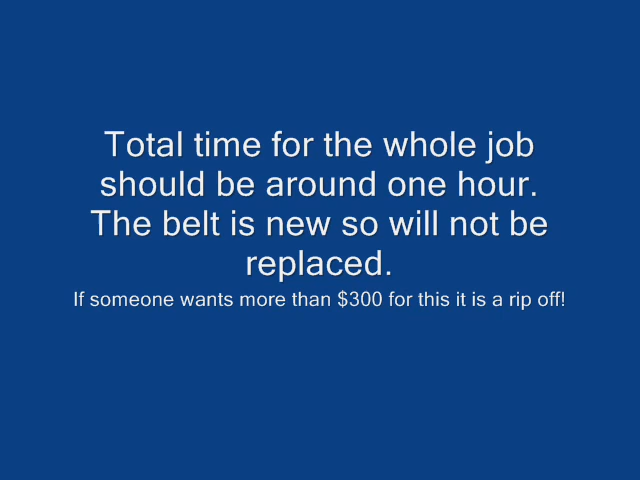 Total time for the whole job
should be around one hour.
The belt is new so will not be
replaced.
If someone wants more than $300 for this it is a rip off!